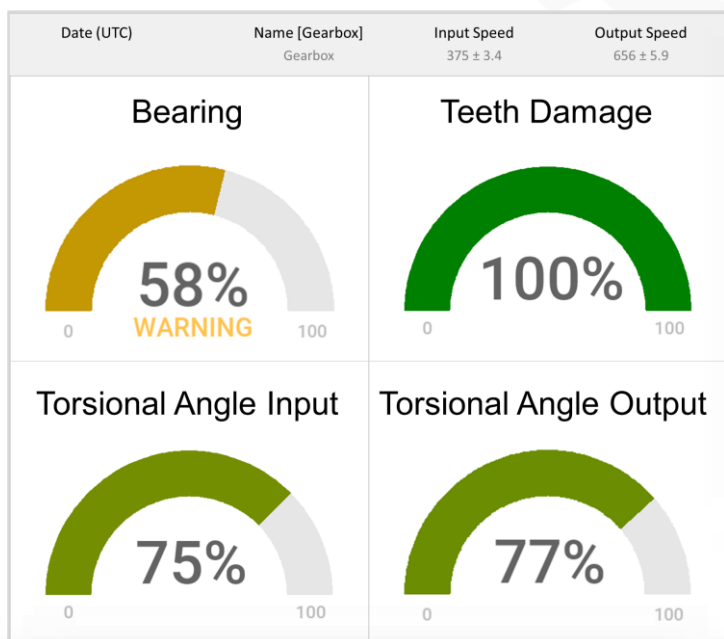 Date (UTC) Name [Gearbox] Input Speed Output Speed
Gearbox 375 ± 3.4 656 ± 5.9
Bearing
58%
WARNING
0 100
Teeth Damage
100%
0 100
Torsional Angle Input
75%
0 100
Torsional Angle Output
77%
0 100